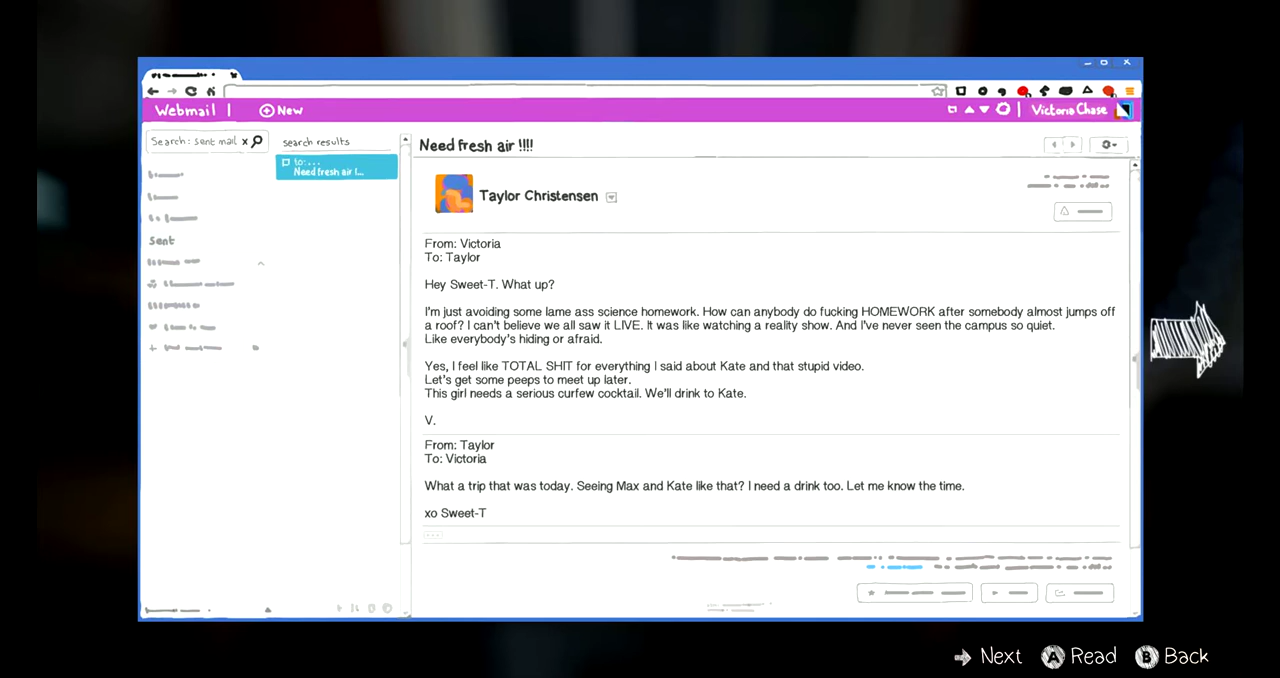 Webmail |
New
Victoria Chase
Search: sent mail x
search results
Need fresh air !!!!
to:...
Need fresh air !...
Sent
Taylor Christensen
From: Victoria
To: Taylor
Hey Sweet-T. What up?
I'm just avoiding some lame ass science homework. How can anybody do fucking HOMEWORK after somebody almost jumps off
a roof? I can't believe we all saw it LIVE. It was like watching a reality show. And I've never seen the campus so quiet.
Like everybody's hiding or afraid.
Yes, I feel like TOTAL SHIT for everything I said about Kate and that stupid video.
Let's get some peeps to meet up later.
This girl needs a serious curfew cocktail. We'll drink to Kate.
V.
From: Taylor
To: Victoria
What a trip that was today. Seeing Max and Kate like that? I need a drink too. Let me know the time.
xo Sweet-T
Next
A Read
B Back